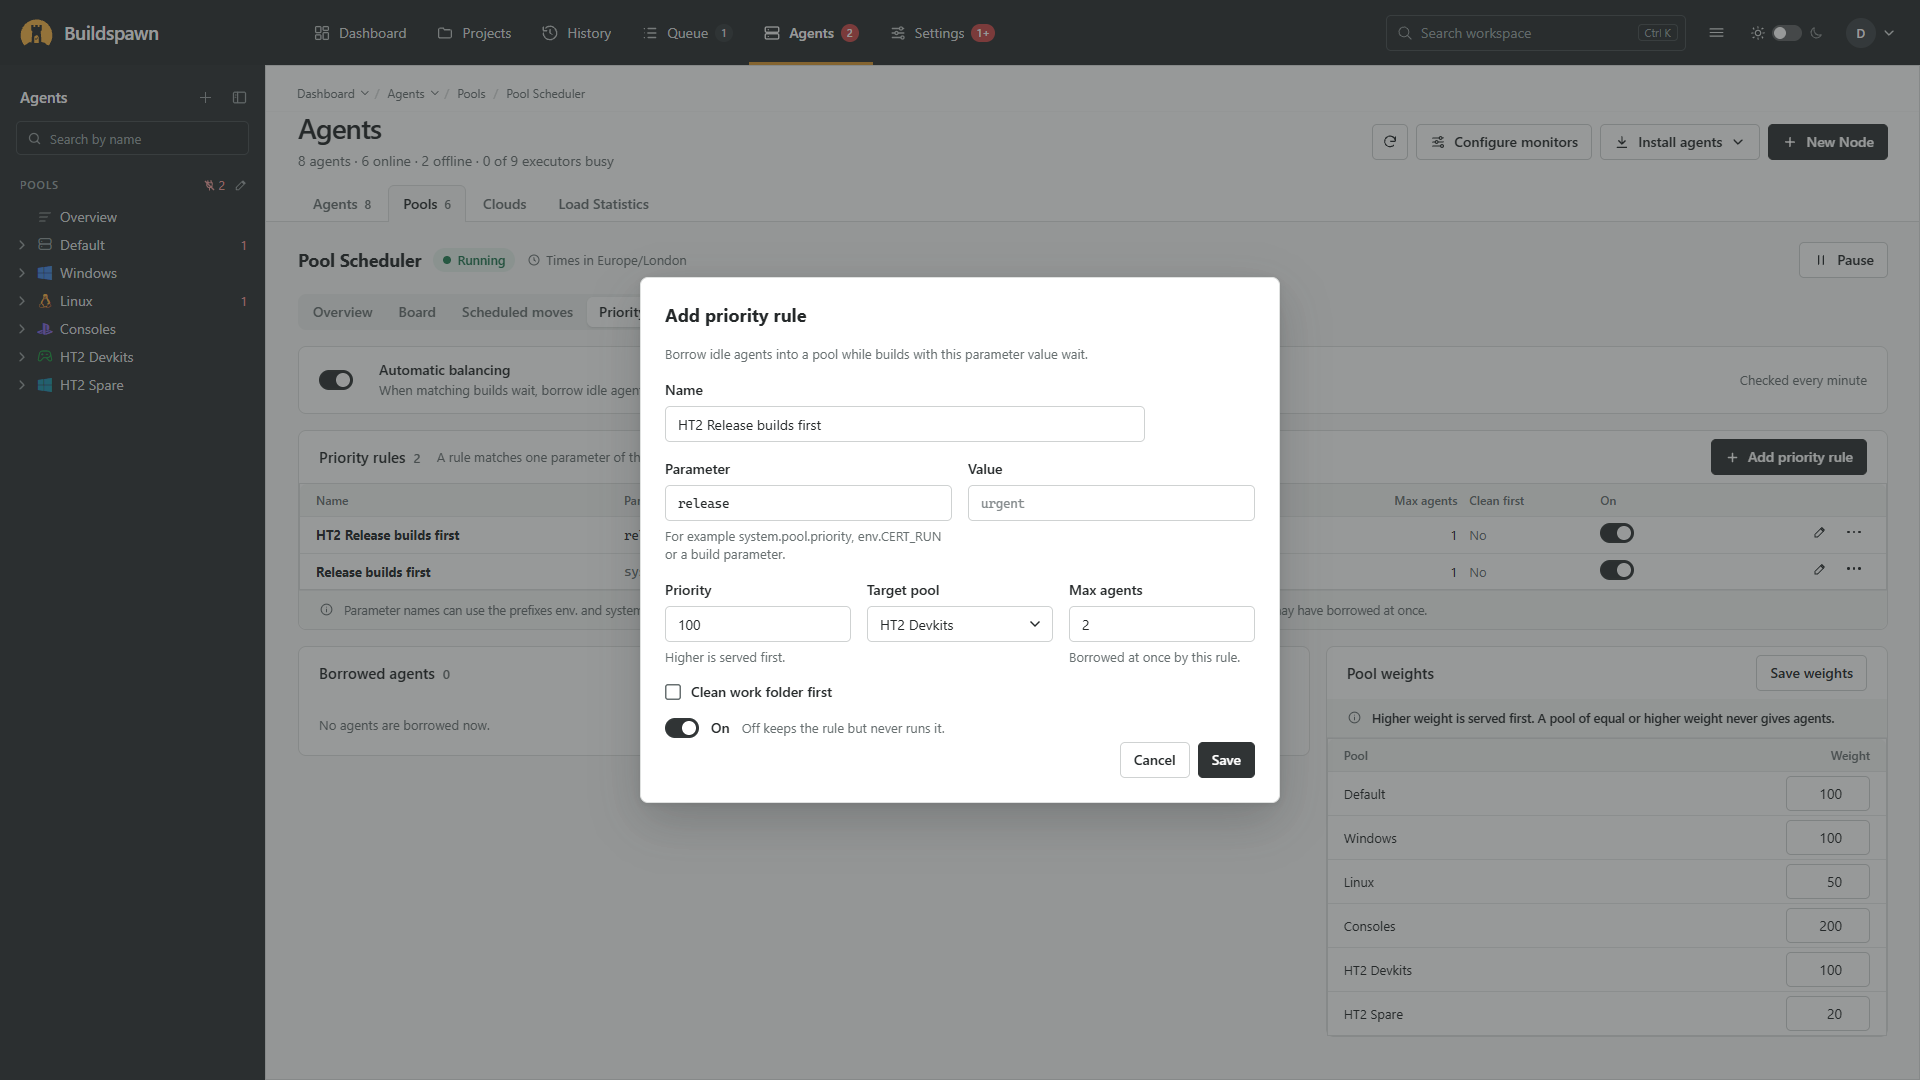 Buildspawn
Dashboard
Projects
History
Queue 1
Agents 2
Settings 1+
Search workspace Ctrl K
D
Agents
Search by name
POOLS 2
Overview
Default 1
Windows
Linux 1
Consoles
HT2 Devkits
HT2 Spare
Dashboard / Agents / Pools / Pool Scheduler
Agents
8 agents · 6 online · 2 offline · 0 of 9 executors busy
Configure monitors
Install agents
New Node
Agents 8
Pools 6
Clouds
Load Statistics
Pool Scheduler
Running
Times in Europe/London
Pause
Overview
Board
Scheduled moves
Automatic balancing
When matching builds wait, borrow idle
Checked every minute
Priority rules 2
A rule matches one parameter of
Add priority rule
Name
Max agents
Clean first
On
HT2 Release builds first
1 No
Release builds first
1 No
Parameter names can use the prefixes env. and
have borrowed at once.
Borrowed agents 0
No agents are borrowed now.
Pool weights
Save weights
Higher weight is served first. A pool of equal or higher weight never gives agents.
Pool Weight
Default 100
Windows 100
Linux 50
Consoles 200
HT2 Devkits 100
HT2 Spare 20
Add priority rule
Borrow idle agents into a pool while builds with this parameter value wait.
Name
HT2 Release builds first
Parameter
release
For example system.pool.priority, env.CERT_RUN
or a build parameter.
Value
urgent
Priority
100
Higher is served first.
Target pool
HT2 Devkits
Max agents
2
Borrowed at once by this rule.
Clean work folder first
On Off keeps the rule but never runs it.
Cancel
Save